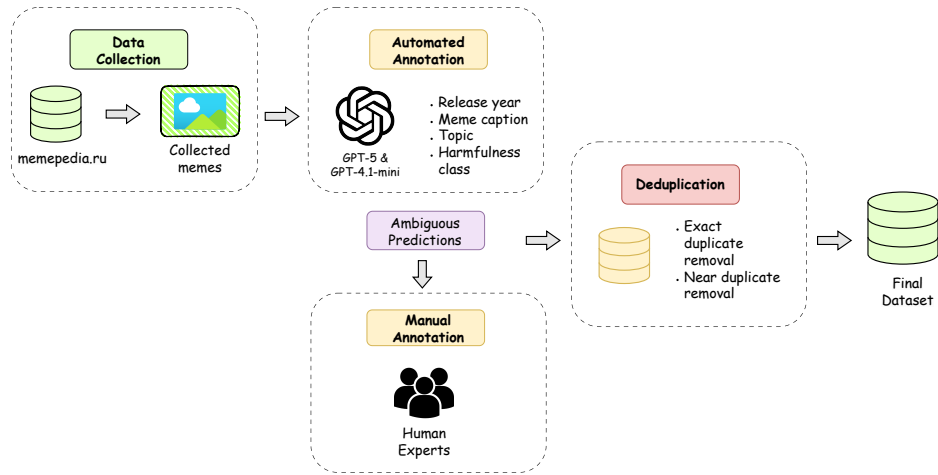 Data
Collection
memepedia.ru
Collected
memes
Automated
Annotation
GPT-5 &
GPT-4.1-mini
. Release year
. Meme caption
. Topic
. Harmfulness
class
Ambiguous
Predictions
Manual
Annotation
Human
Experts
Deduplication
. Exact
duplicate
removal
. Near duplicate
removal
Final
Dataset